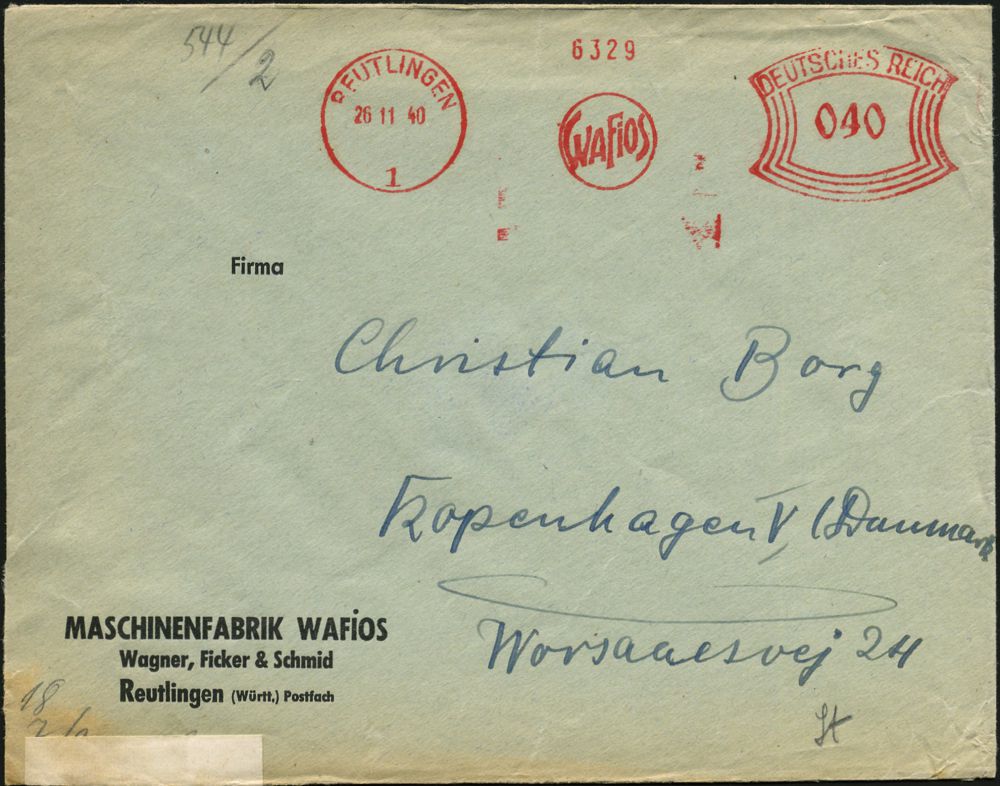 544/2
REUTLINGEN
26 11 40
1
6329
WAFiOS
DEUTSCHES REICH
040
Firma
Christian Borg
Kopenhagen V (Danmark
Worsaaesvej 24
MASCHINENFABRIK WAFiOS
Wagner, Ficker & Schmid
Reutlingen (Württ.) Postfach
18
St